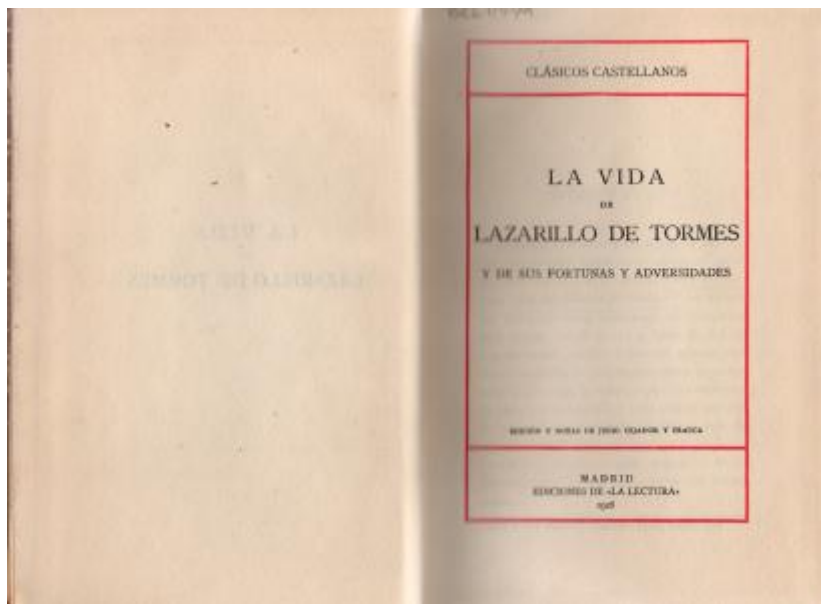 CLÁSICOS CASTELLANOS
LA VIDA
DE
LAZARILLO DE TORMES
Y DE SUS FORTUNAS Y ADVERSIDADES
EDICIÓN Y NOTAS DE JULIO CEJADOR Y FRAUCA
MADRID
EDICIONES DE «LA LECTURA»